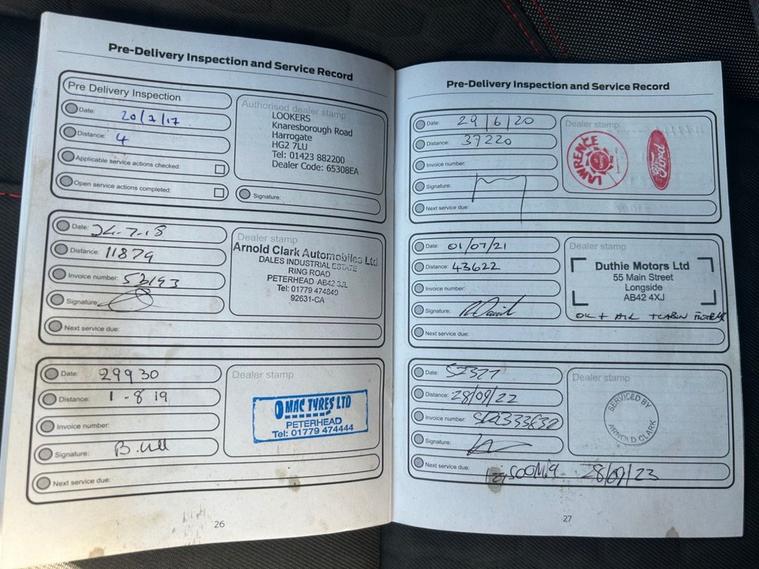 Pre-Delivery Inspection and Service Record
Pre Delivery Inspection
Date: 20/7/17
Distance: 4
Applicable service actions checked:
Open service actions completed:
Authorised dealer stamp
LOOKERS
Knaresborough Road
Harrogate
HG2 7LU
Tel: 01423 882200
Dealer Code: 65308EA
Signature:
Date: 24.7.18
Distance: 11879
Invoice number: 53193
Signature:
Next service due:
Dealer stamp
Arnold Clark Automobiles Ltd
DALES INDUSTRIAL ESTATE
RING ROAD
PETERHEAD AB42 3JL
Tel: 01779 474849
92631-CA
Date: 29930
Distance: 1-8 19
Invoice number:
Signature:
Next service due:
Dealer stamp
MAC TYRES LTD
PETERHEAD
Tel: 01779 474444
26
Pre-Delivery Inspection and Service Record
Date: 29/6/20
Distance: 37220
Invoice number:
Signature:
Next service due:
Dealer stamp
LAWRENCE
Ford
Date: 01/07/21
Distance: 43622
Invoice number:
Signature:
Next service due:
Dealer stamp
Duthie Motors Ltd
55 Main Street
Longside
AB42 4XJ
OIL + AIR + CABIN
Date:
Distance: 28/09/22
Invoice number:
Signature:
Next service due: 28/09/23
Dealer stamp
SERVICED BY
ARNOLD CLARK
27